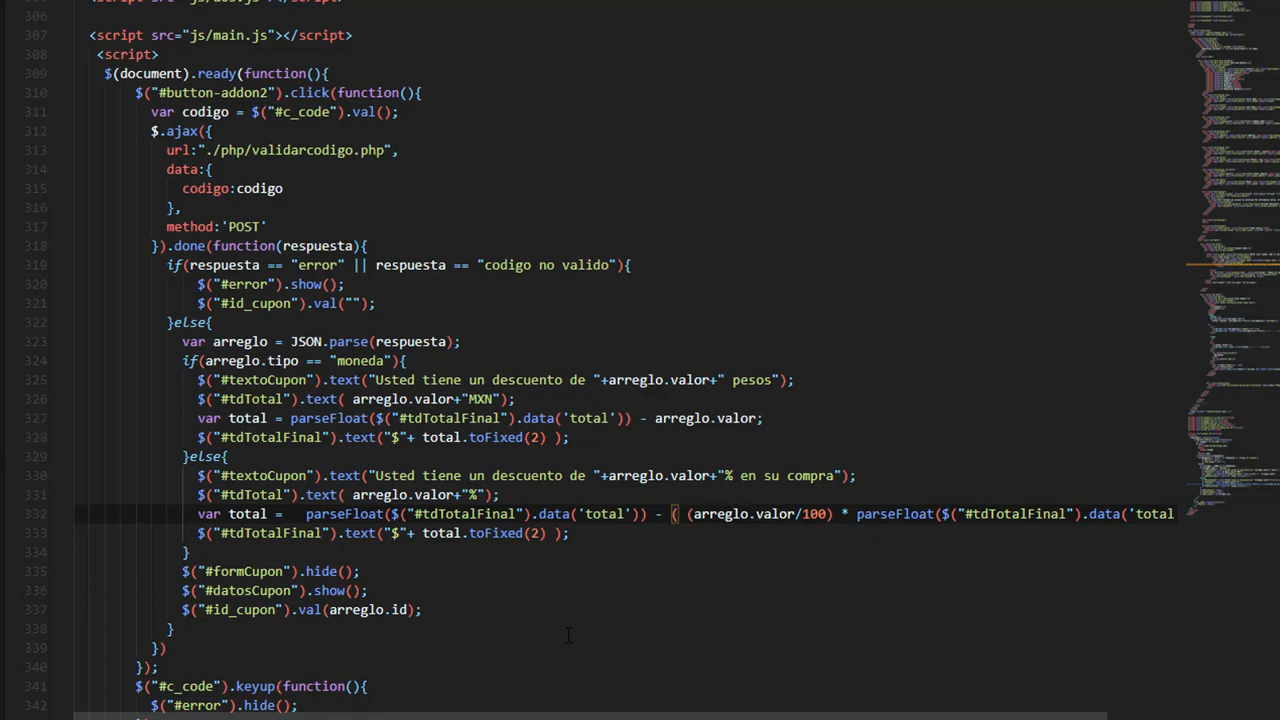 306
307 <script src="js/main.js"></script>
308 <script>
309 $(document).ready(function(){
310 $("#button-addon2").click(function(){
311 var codigo = $("#c_code").val();
312 $.ajax({
313 url:"./php/validarcodigo.php",
314 data:{
315 codigo:codigo
316 },
317 method:'POST'
318 }).done(function(respuesta){
319 if(respuesta == "error" || respuesta == "codigo no valido"){
320 $("#error").show();
321 $("#id_cupon").val("");
322 }else{
323 var arreglo = JSON.parse(respuesta);
324 if(arreglo.tipo == "moneda"){
325 $("#textoCupon").text("Usted tiene un descuento de "+arreglo.valor+" pesos");
326 $("#tdTotal").text( arreglo.valor+"MXN");
327 var total = parseFloat($("#tdTotalFinal").data('total')) - arreglo.valor;
328 $("#tdTotalFinal").text("$"+ total.toFixed(2) );
329 }else{
330 $("#textoCupon").text("Usted tiene un descuento de "+arreglo.valor+"% en su compra");
331 $("#tdTotal").text( arreglo.valor+"%");
332 var total =   parseFloat($("#tdTotalFinal").data('total')) - ( (arreglo.valor/100) * parseFloat($("#tdTotalFinal").data('total
333 $("#tdTotalFinal").text("$"+ total.toFixed(2) );
334 }
335 $("#formCupon").hide();
336 $("#datosCupon").show();
337 $("#id_cupon").val(arreglo.id);
338 }
339 })
340 });
341 $("#c_code").keyup(function(){
342 $("#error").hide();